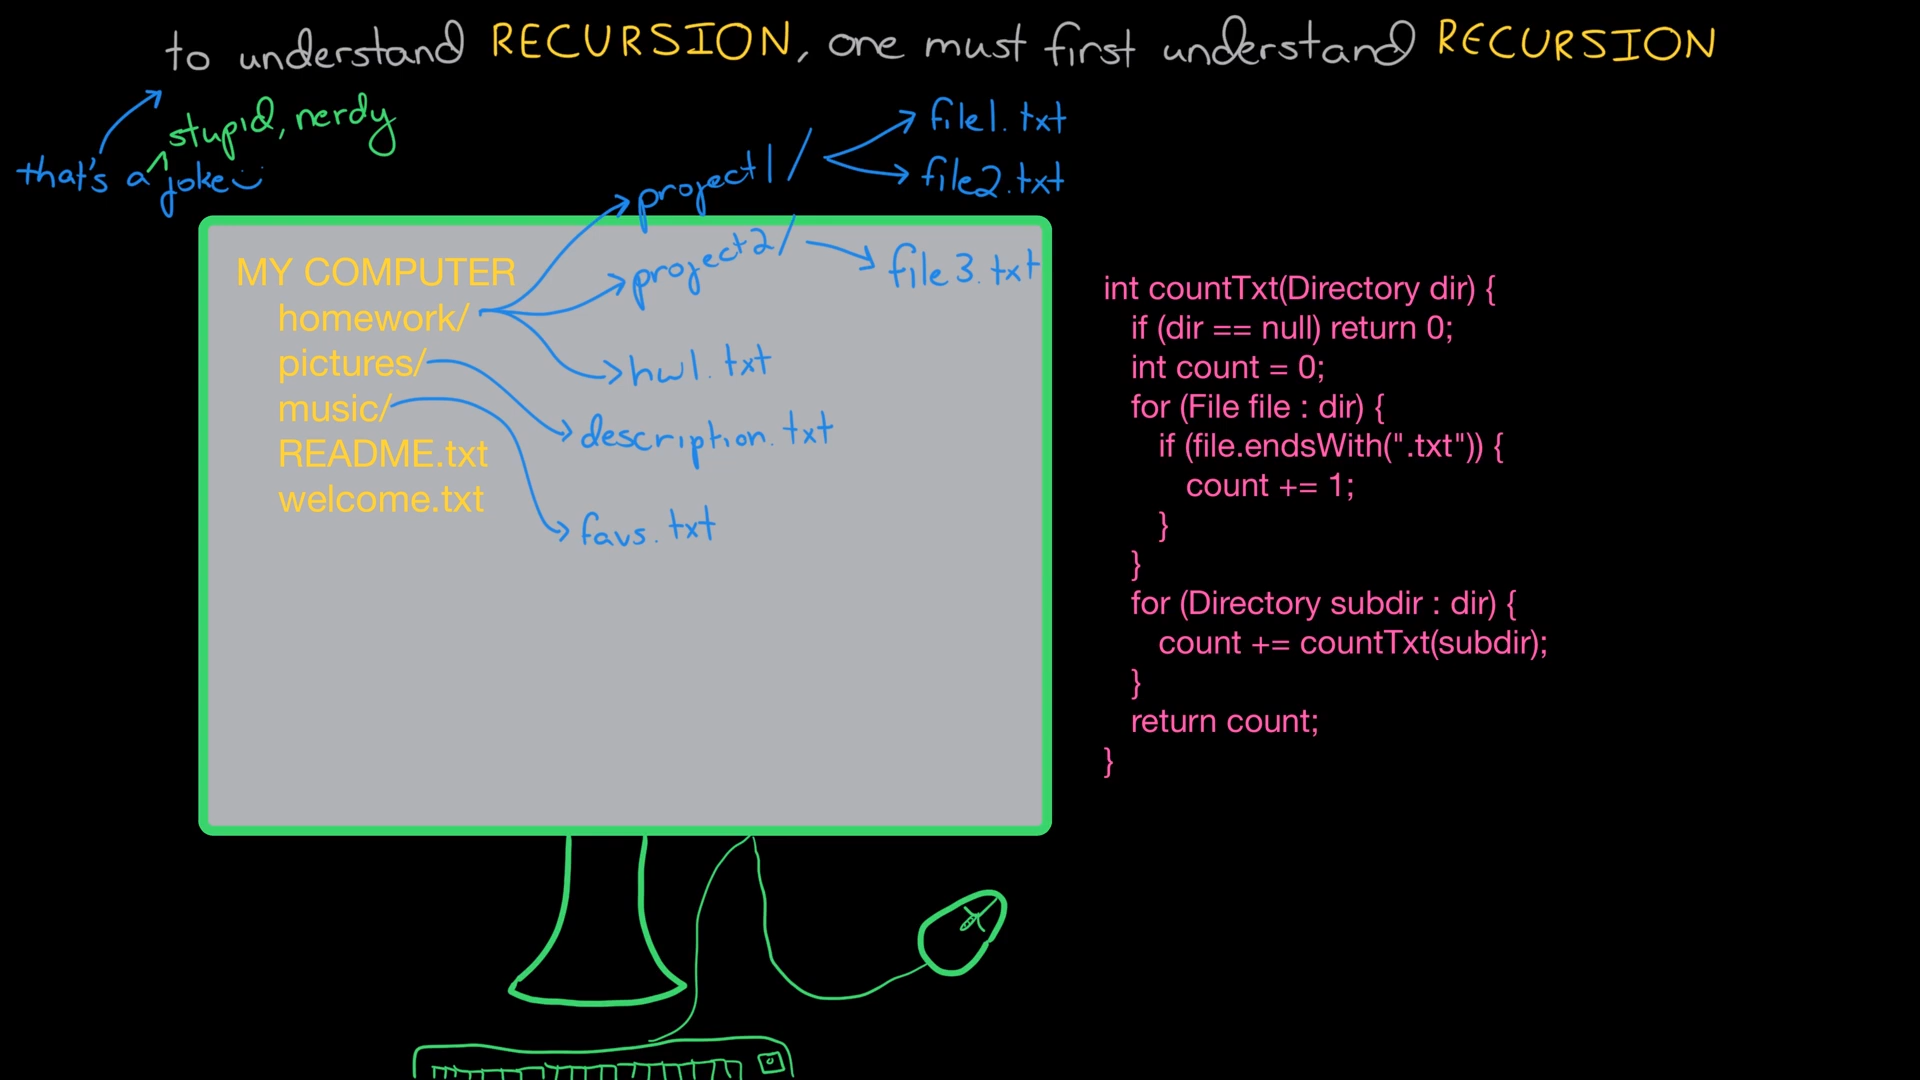 to understand RECURSION, one must first understand RECURSION
stupid, nerdy
that's a joke
project1/
file1.txt
file2.txt
project2/
file3.txt
MY COMPUTER
homework/
pictures/
music/
README.txt
welcome.txt
hw1.txt
description.txt
favs.txt
int countTxt(Directory dir) {
if (dir == null) return 0;
int count = 0;
for (File file : dir) {
if (file.endsWith(".txt")) {
count += 1;
}
}
for (Directory subdir : dir) {
count += countTxt(subdir);
}
return count;
}